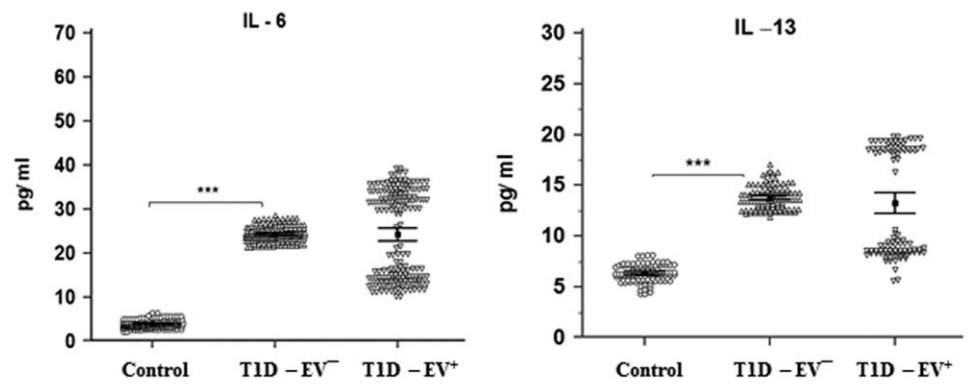 IL - 6
70
60
50
40
30
20
10
0
pg/ ml
***
Control
T1D – EV⁻
T1D – EV⁺
IL – 13
30
25
20
15
10
5
0
pg/ ml
***
Control
T1D – EV⁻
T1D – EV⁺